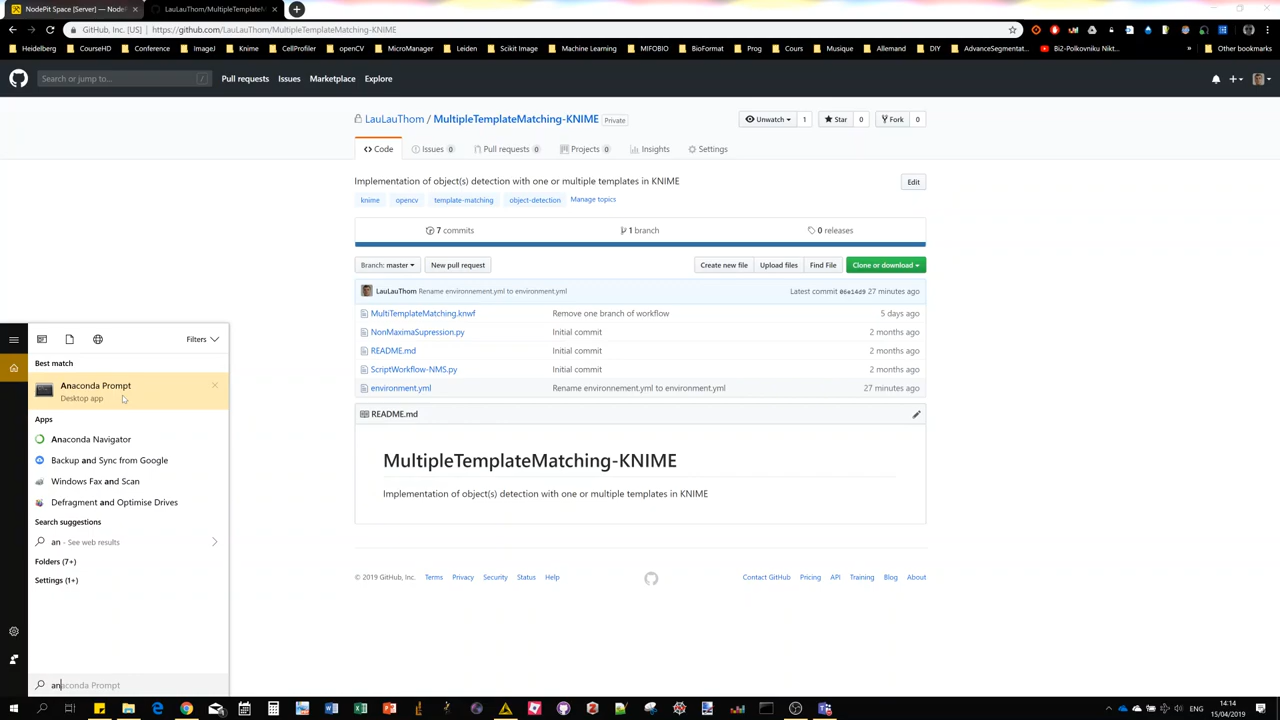 NodePit Space [Server] — NodeP
LauLauThom/MultipleTemplateM
GitHub, Inc. [US] | https://github.com/LauLauThom/MultipleTemplateMatching-KNIME
Heidelberg CourseHD Conference ImageJ Knime CellProfiler openCV MicroManager Leiden Scikit Image Machine Learning MIFOBIO BioFormat Prog Cours Musique Allemand DIY AdvanceSegmentat... Bi2-Polkovniku Nikt... » Other bookmarks
Search or jump to... / Pull requests Issues Marketplace Explore
LauLauThom / MultipleTemplateMatching-KNIME Private
Unwatch 1 Star 0 Fork 0
Code Issues 0 Pull requests 0 Projects 0 Insights Settings
Implementation of object(s) detection with one or multiple templates in KNIME
Edit
knime opencv template-matching object-detection Manage topics
7 commits 1 branch 0 releases
Branch: master New pull request Create new file Upload files Find File Clone or download
LauLauThom Rename environnement.yml to environment.yml Latest commit 06e14d9 27 minutes ago
MultiTemplateMatching.knwf Remove one branch of workflow 5 days ago
NonMaximaSupression.py Initial commit 2 months ago
README.md Initial commit 2 months ago
ScriptWorkflow-NMS.py Initial commit 2 months ago
environment.yml Rename environnement.yml to environment.yml 27 minutes ago
README.md
MultipleTemplateMatching-KNIME
Implementation of object(s) detection with one or multiple templates in KNIME
© 2019 GitHub, Inc. Terms Privacy Security Status Help Contact GitHub Pricing API Training Blog About
Filters
Best match
Anaconda Prompt
Desktop app
Apps
Anaconda Navigator
Backup and Sync from Google
Windows Fax and Scan
Defragment and Optimise Drives
Search suggestions
an - See web results
Folders (7+)
Settings (1+)
anaconda Prompt
ENG
14:14
15/04/2019